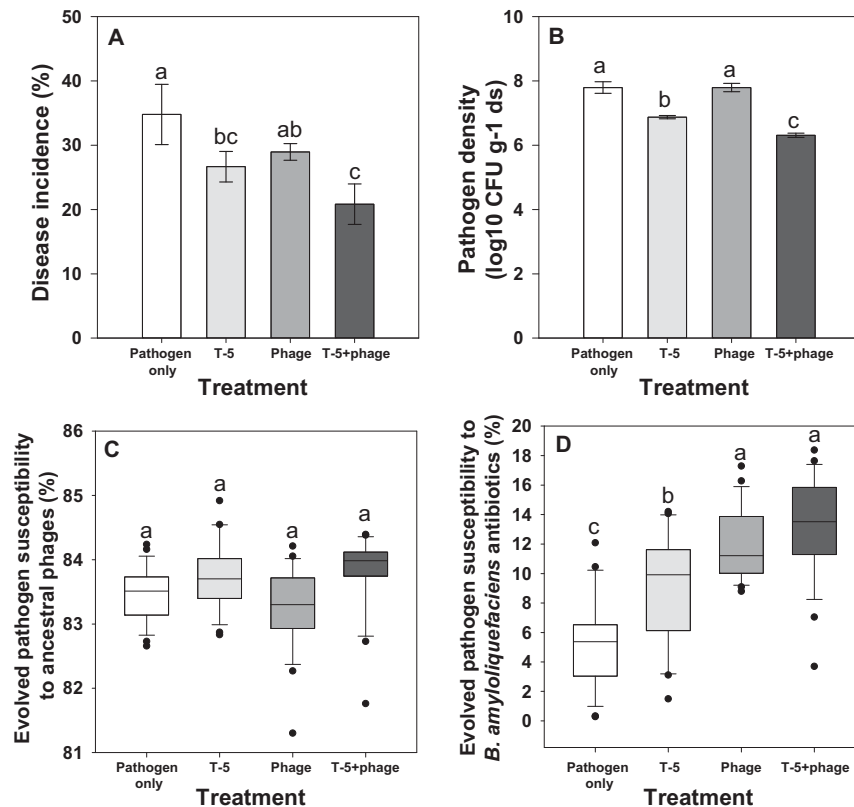 A
Disease incidence (%)
50
40
30
20
10
0
a
bc
ab
c
Pathogen only
T-5
Phage
T-5+phage
Treatment
B
Pathogen density
(log10 CFU g-1 ds)
10
8
6
4
2
0
a
b
a
c
Pathogen only
T-5
Phage
T-5+phage
Treatment
C
Evolved pathogen susceptibility
to ancestral phages (%)
86
85
84
83
82
81
a
a
a
a
Pathogen only
T-5
Phage
T-5+phage
Treatment
D
Evolved pathogen susceptibility to
B. amyloliquefaciens antibiotics (%)
20
18
16
14
12
10
8
6
4
2
0
c
b
a
a
Pathogen only
T-5
Phage
T-5+phage
Treatment